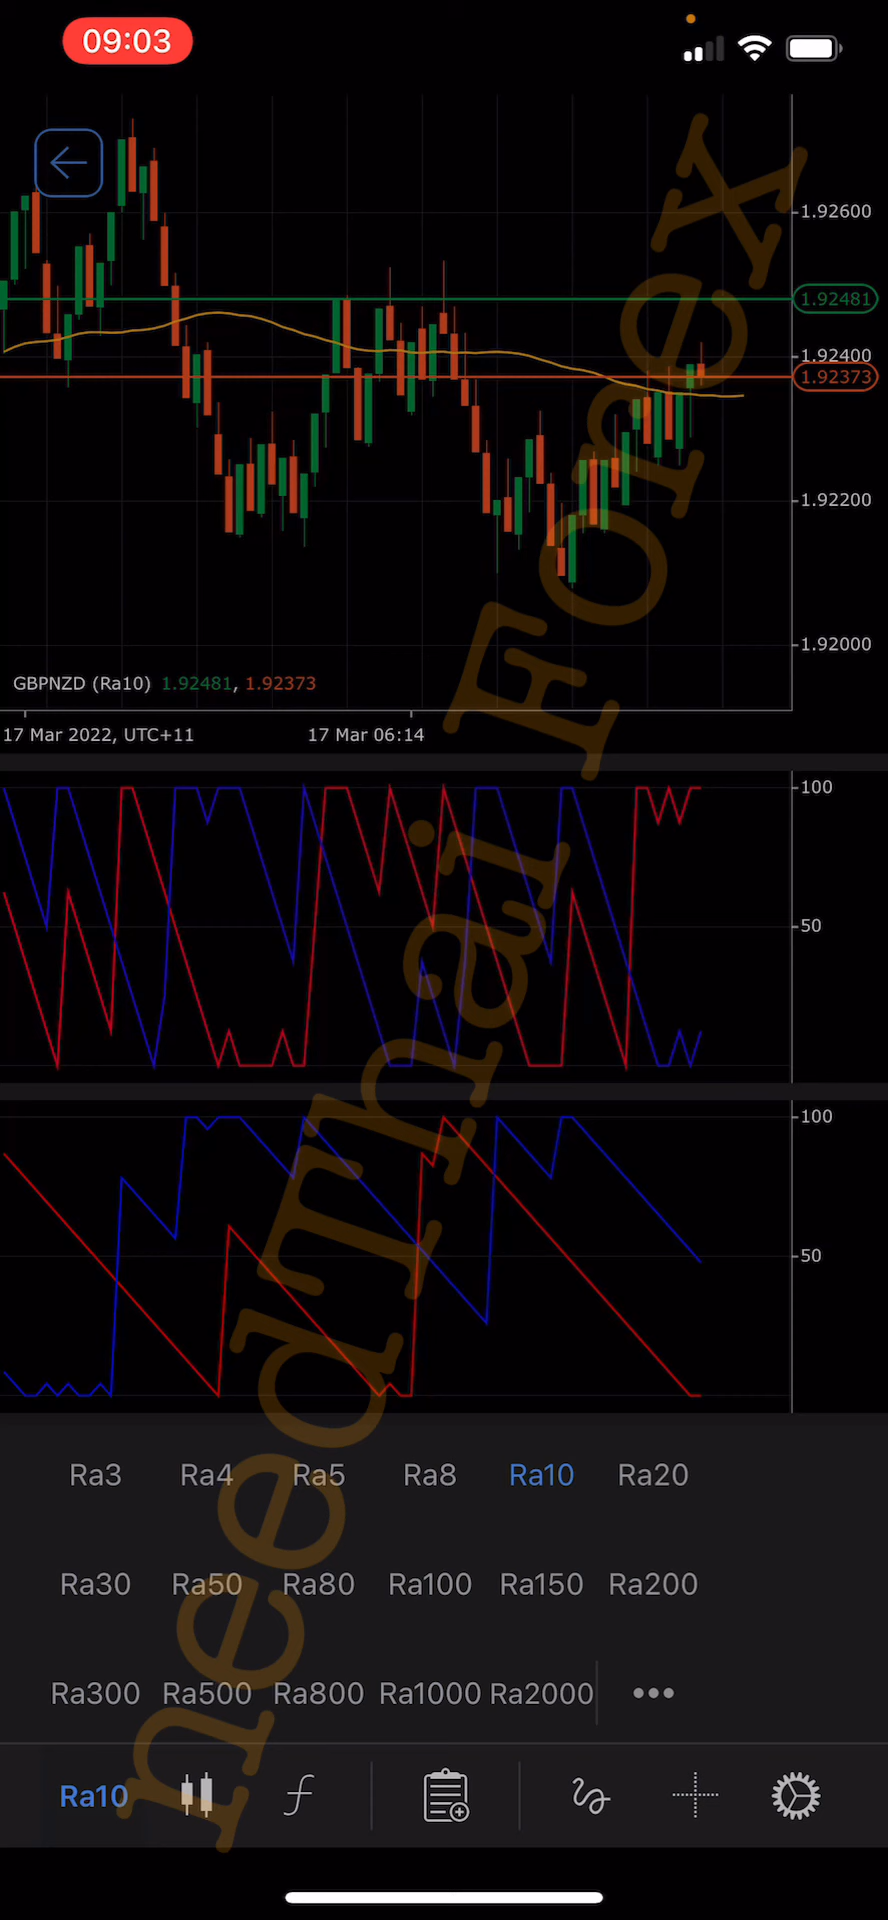 09:03
1.92600
1.92481
1.92400
1.92373
1.92200
1.92000
GBPNZD (Ra10) 1.92481, 1.92373
17 Mar 2022, UTC+11 17 Mar 06:14
100
50
100
50
Ra3 Ra4 Ra5 Ra8 Ra10 Ra20
Ra30 Ra50 Ra80 Ra100 Ra150 Ra200
Ra300 Ra500 Ra800 Ra1000 Ra2000
Ra10
needThai Forex